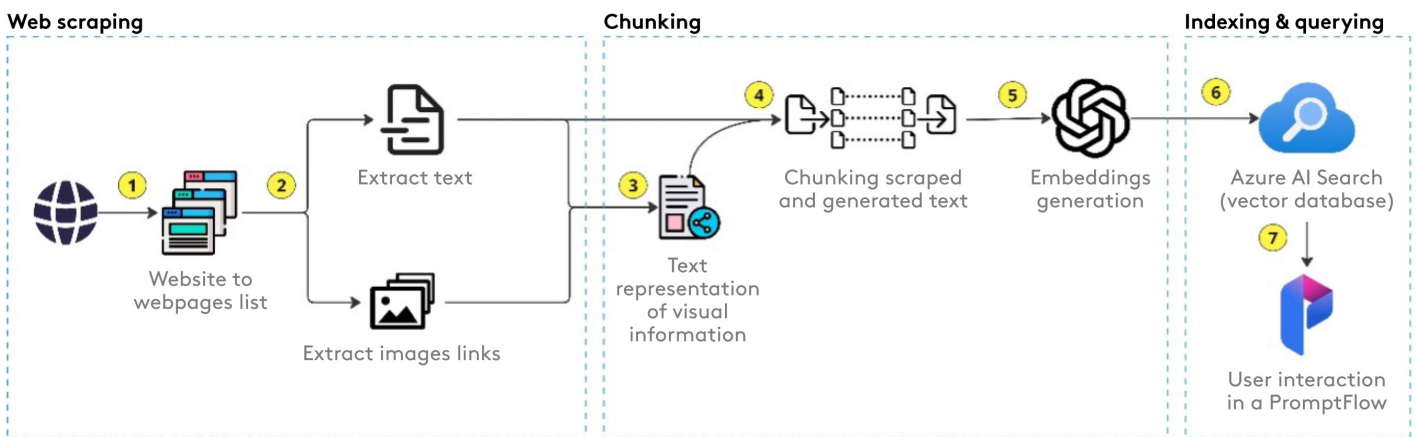 Web scraping
Chunking
Indexing & querying
1
2
3
4
5
6
7
Extract text
Website to
webpages list
Extract images links
Text
representation
of visual
information
Chunking scraped
and generated text
Embeddings
generation
Azure AI Search
(vector database)
User interaction
in a PromptFlow